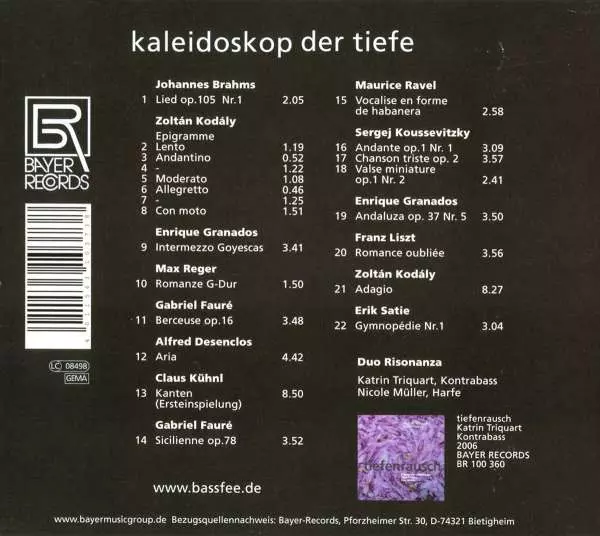 kaleidoskop der tiefe
BAYER
RECORDS
LC 08498
GEMA
Johannes Brahms
1 Lied op.105 Nr.1 2.05
Zoltán Kodály
Epigramme
2 Lento 1.19
3 Andantino 0.52
4 - 1.22
5 Moderato 1.08
6 Allegretto 0.46
7 - 1.25
8 Con moto 1.51
Enrique Granados
9 Intermezzo Goyescas 3.41
Max Reger
10 Romanze G-Dur 1.50
Gabriel Fauré
11 Berceuse op.16 3.48
Alfred Desenclos
12 Aria 4.42
Claus Kühnl
13 Kanten 8.50
(Ersteinspielung)
Gabriel Fauré
14 Sicilienne op.78 3.52
www.bassfee.de
Maurice Ravel
15 Vocalise en forme
de habanera 2.58
Sergej Koussevitzky
16 Andante op.1 Nr. 1 3.09
17 Chanson triste op. 2 3.57
18 Valse miniature
op.1 Nr. 2 2.41
Enrique Granados
19 Andaluza op. 37 Nr. 5 3.50
Franz Liszt
20 Romance oubliée 3.56
Zoltán Kodály
21 Adagio 8.27
Erik Satie
22 Gymnopédie Nr.1 3.04
Duo Risonanza
Katrin Triquart, Kontrabass
Nicole Müller, Harfe
tiefenrausch
tiefenrausch
Katrin Triquart
Kontrabass
2006
BAYER RECORDS
BR 100 360
www.bayermusicgroup.de Bezugsquellennachweis: Bayer-Records, Pforzheimer Str. 30, D-74321 Bietigheim